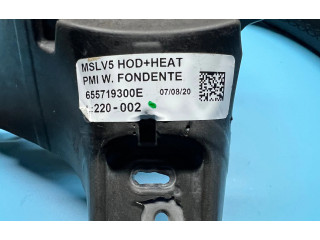 MSLV5 HOD+HEAT
PMI W. FONDENTE
655719300E 07/08/20
220-002